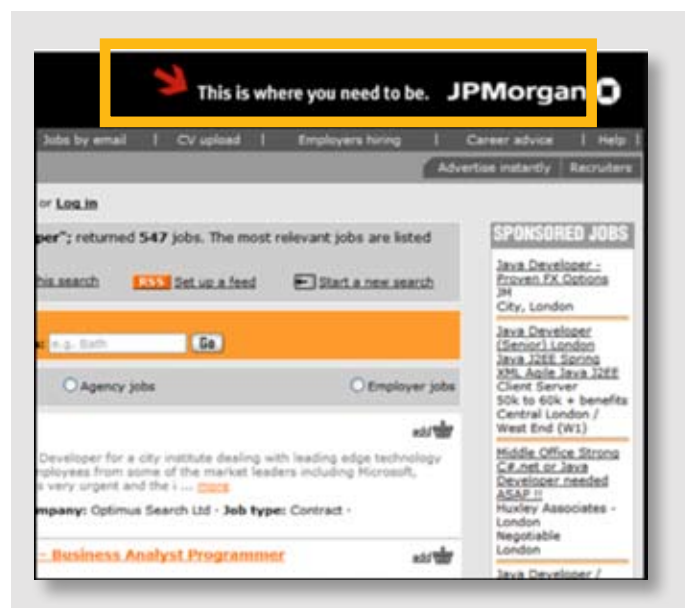 This is where you need to be. JPMorgan
Jobs by email | CV upload | Employers hiring | Career advice | Help |
Advertise instantly | Recruiters
or Log in
per"; returned 547 jobs. The most relevant jobs are listed
his search RSS Set up a feed Start a new search
e.g. Bath Go
Agency jobs Employer jobs
add
Developer for a city institute dealing with leading edge technology
ployees from some of the market leaders including Microsoft,
s very urgent and the i ... more
mpany: Optimus Search Ltd - Job type: Contract -
- Business Analyst Programmer add
SPONSORED JOBS
Java Developer -
Proven FX Options
JM
City, London
Java Developer
(Senior) London
Java J2EE Spring
XML Agile Java J2EE
Client Server
50k to 60k + benefits
Central London /
West End (W1)
Middle Office Strong
C#.net or Java
Developer needed
ASAP !!
Huxley Associates -
London
Negotiable
London
Java Developer /